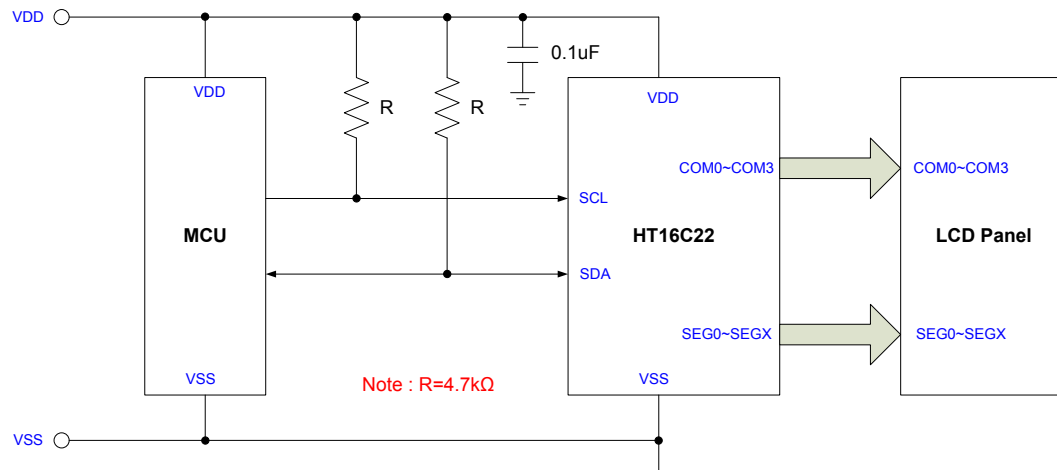 VDD
0.1uF
VDD
VDD
R
R
COM0~COM3
COM0~COM3
SCL
MCU
HT16C22
LCD Panel
SDA
SEG0~SEGX
SEG0~SEGX
VSS
Note : R=4.7kΩ
VSS
VSS